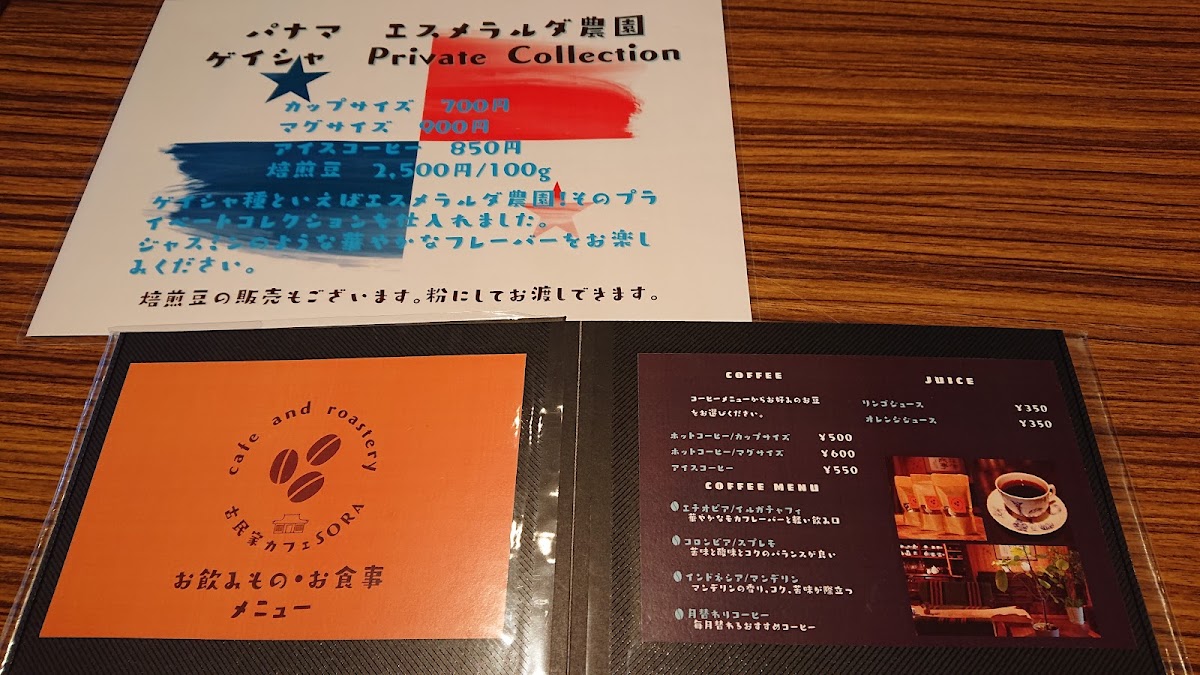 パナマ エスメラルダ農園
ゲイシャ Private Collection
カップサイズ 700円
マグサイズ 900円
アイスコーヒー 850円
焙煎豆 2,500円/100g
ゲイシャ種といえばエスメラルダ農園!そのプラ
イベートコレクションを仕入れました。
ジャスミンのような華やかなフレーバーをお楽し
みください。
焙煎豆の販売もございます。粉にしてお渡しできます。
cafe and roastery
古民家カフェSORA
お飲みもの・お食事
メニュー
COFFEE
コーヒーメニューからお好みのお豆
をお選びください。
ホットコーヒー/カップサイズ ¥500
ホットコーヒー/マグサイズ ¥600
アイスコーヒー ¥550
COFFEE MENU
エチオピア/イルガチャフィ
華やかなモカフレーバーと軽い飲み口
コロンビア/スプレモ
苦味と酸味とコクのバランスが良い
インドネシア/マンデリン
マンデリンの香り、コク、苦味が際立つ
月替わりコーヒー
毎月替わるおすすめコーヒー
JUICE
リンゴジュース ¥350
オレンジジュース ¥350